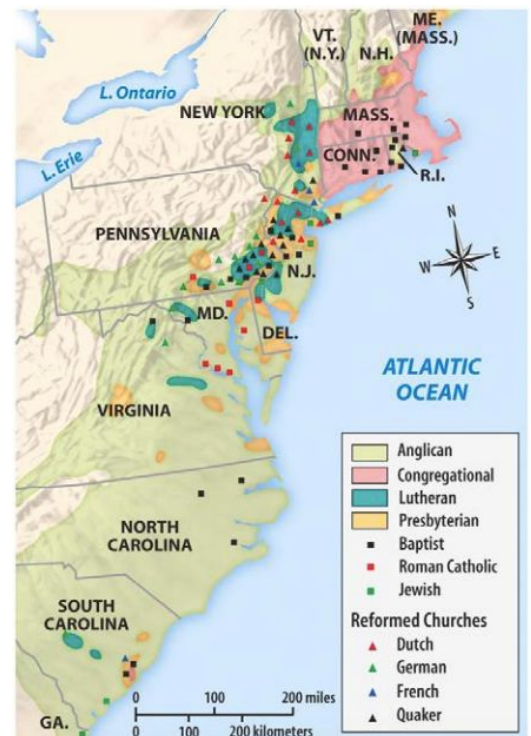 ME.
(MASS.)
VT.
(N.Y.)
N.H.
L. Ontario
NEW YORK
MASS.
L. Erie
CONN.
R.I.
PENNSYLVANIA
N
W
E
S
N.J.
MD.
DEL.
ATLANTIC
OCEAN
VIRGINIA
NORTH
CAROLINA
SOUTH
CAROLINA
GA.
Anglican
Congregational
Lutheran
Presbyterian
Baptist
Roman Catholic
Jewish
Reformed Churches
Dutch
German
French
Quaker
0 100 200 miles
0 100 200 kilometers